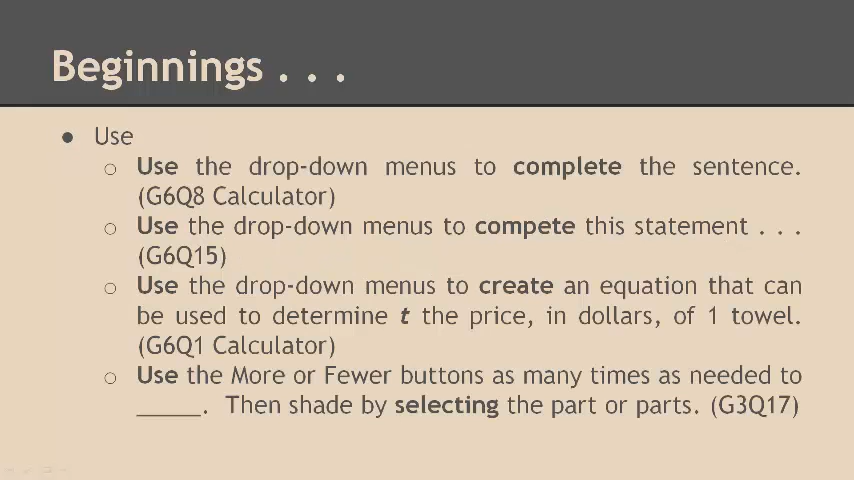 Beginnings . . .
● Use
○ Use the drop-down menus to complete the sentence.
(G6Q8 Calculator)
○ Use the drop-down menus to compete this statement . . .
(G6Q15)
○ Use the drop-down menus to create an equation that can
be used to determine t the price, in dollars, of 1 towel.
(G6Q1 Calculator)
○ Use the More or Fewer buttons as many times as needed to
_____. Then shade by selecting the part or parts. (G3Q17)